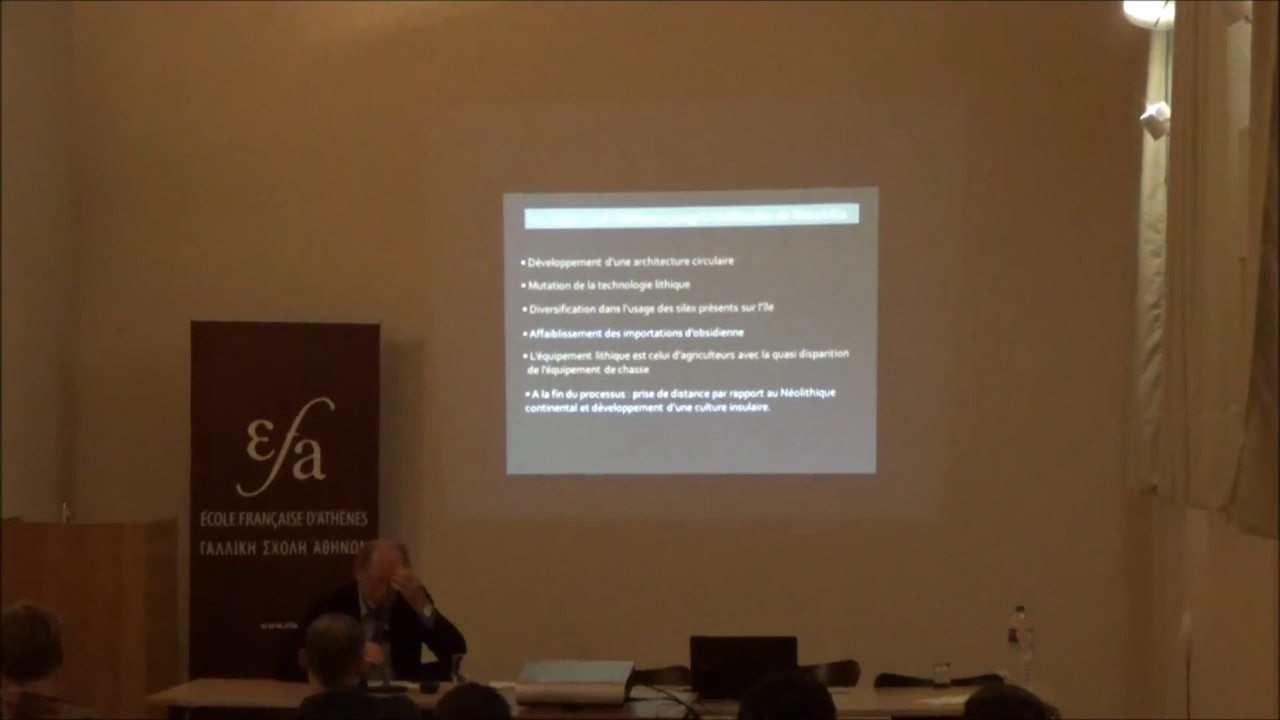 • Développement d'une architecture circulaire
• Mutation de la technologie lithique
• Diversification dans l'usage des silex présents sur l'île
• Affaiblissement des importations d'obsidienne
• L'équipement lithique est celui d'agriculteurs avec la quasi disparition
de l'équipement de chasse
• A la fin du processus : prise de distance par rapport au Néolithique
continental et développement d'une culture insulaire.
εfa
ÉCOLE FRANÇAISE D'ATHÈNES
ΓΑΛΛΙΚΗ ΣΧΟΛΗ
www.efa